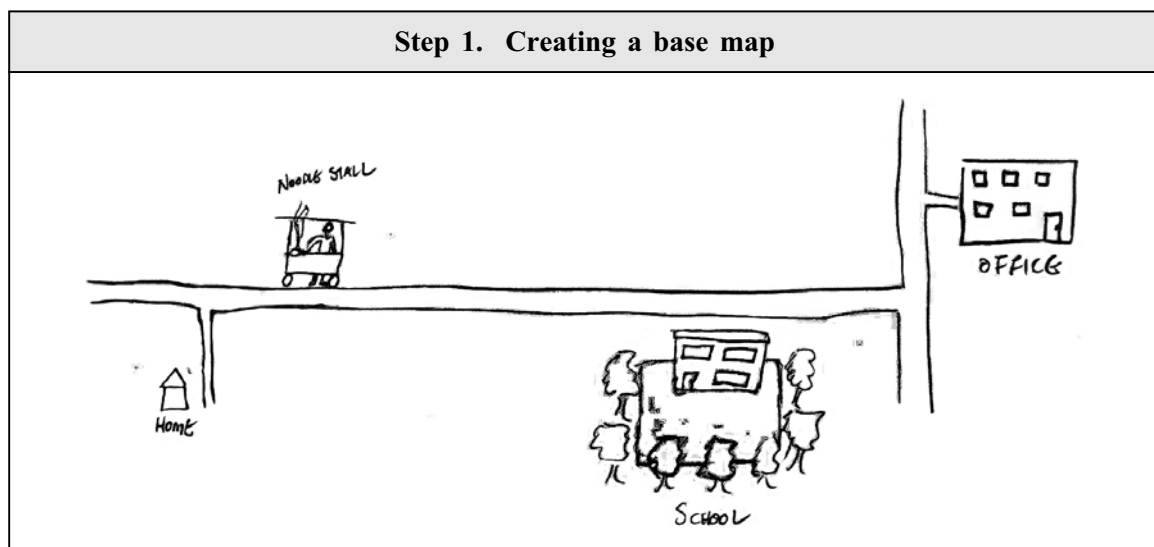 Step 1. Creating a base map
NOODLE STALL
OFFICE
HOME
SCHOOL